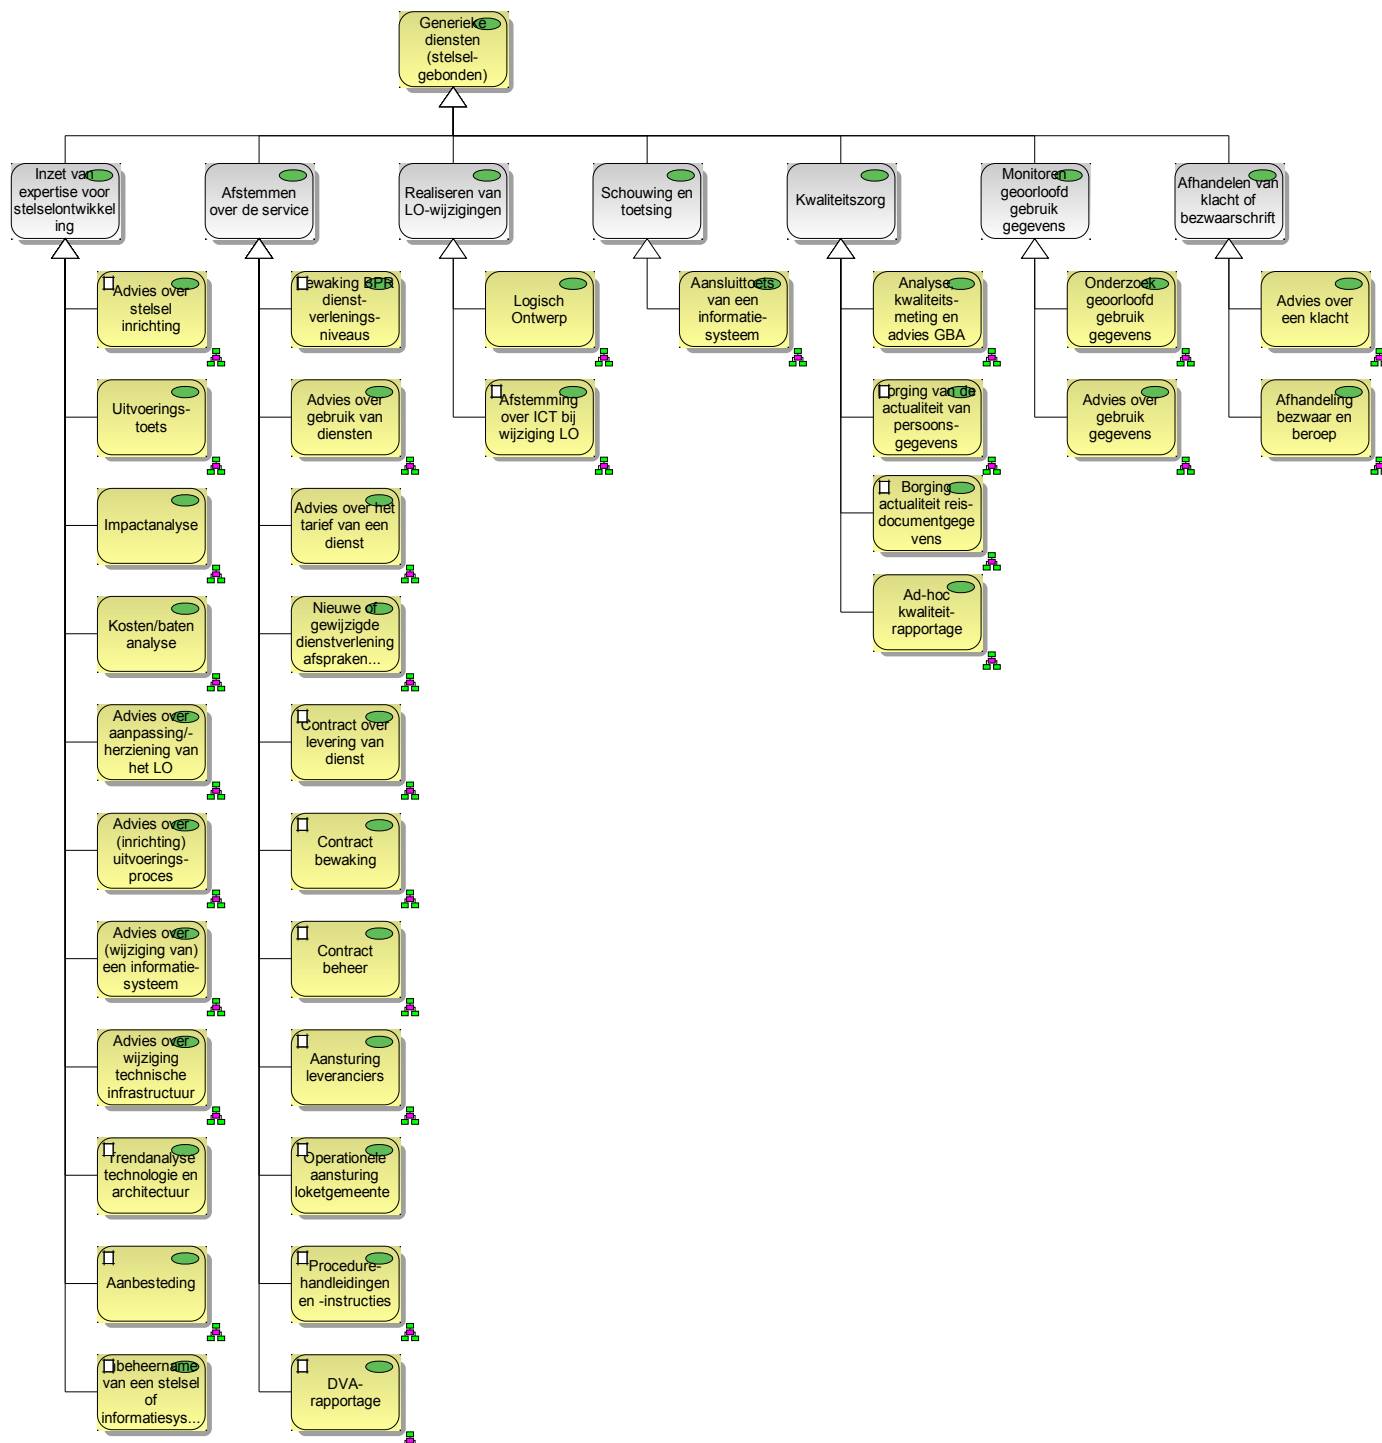 Generieke
diensten
(stelsel-
gebonden)
Inzet van
expertise voor
stelselontwikkel
ing
Afstemmen
over de service
Realiseren van
LO-wijzigingen
Schouwing en
toetsing
Kwaliteitszorg
Monitoren
geoorloofd
gebruik
gegevens
Afhandelen van
klacht of
bezwaarschrift
Advies over
stelsel
inrichting
Uitvoerings-
toets
Impactanalyse
Kosten/baten
analyse
Advies over
aanpassing/-
herziening van
het LO
Advies over
(inrichting)
uitvoerings-
proces
Advies over
(wijziging van)
een informatie-
systeem
Advies over
wijziging
technische
infrastructuur
Trendanalyse
technologie en
architectuur
Aanbesteding
Inbeheername
van een stelsel
of
informatiesys...
Bewaking BPR
dienst-
verlenings-
niveaus
Advies over
gebruik van
diensten
Advies over het
tarief van een
dienst
Nieuwe of
gewijzigde
dienstverlening
afspraken...
Contract over
levering van
dienst
Contract
bewaking
Contract
beheer
Aansturing
leveranciers
Operationele
aansturing
loketgemeente
Procedure-
handleidingen
en -instructies
DVA-
rapportage
Logisch
Ontwerp
Afstemming
over ICT bij
wijziging LO
Aansluittoets
van een
informatie-
systeem
Analyse,
kwaliteits-
meting en
advies GBA
Borging van de
actualiteit van
persoons-
gegevens
Borging
actualiteit reis-
documentgege
vens
Ad-hoc
kwaliteit-
rapportage
Onderzoek
geoorloofd
gebruik
gegevens
Advies over
gebruik
gegevens
Advies over
een klacht
Afhandeling
bezwaar en
beroep